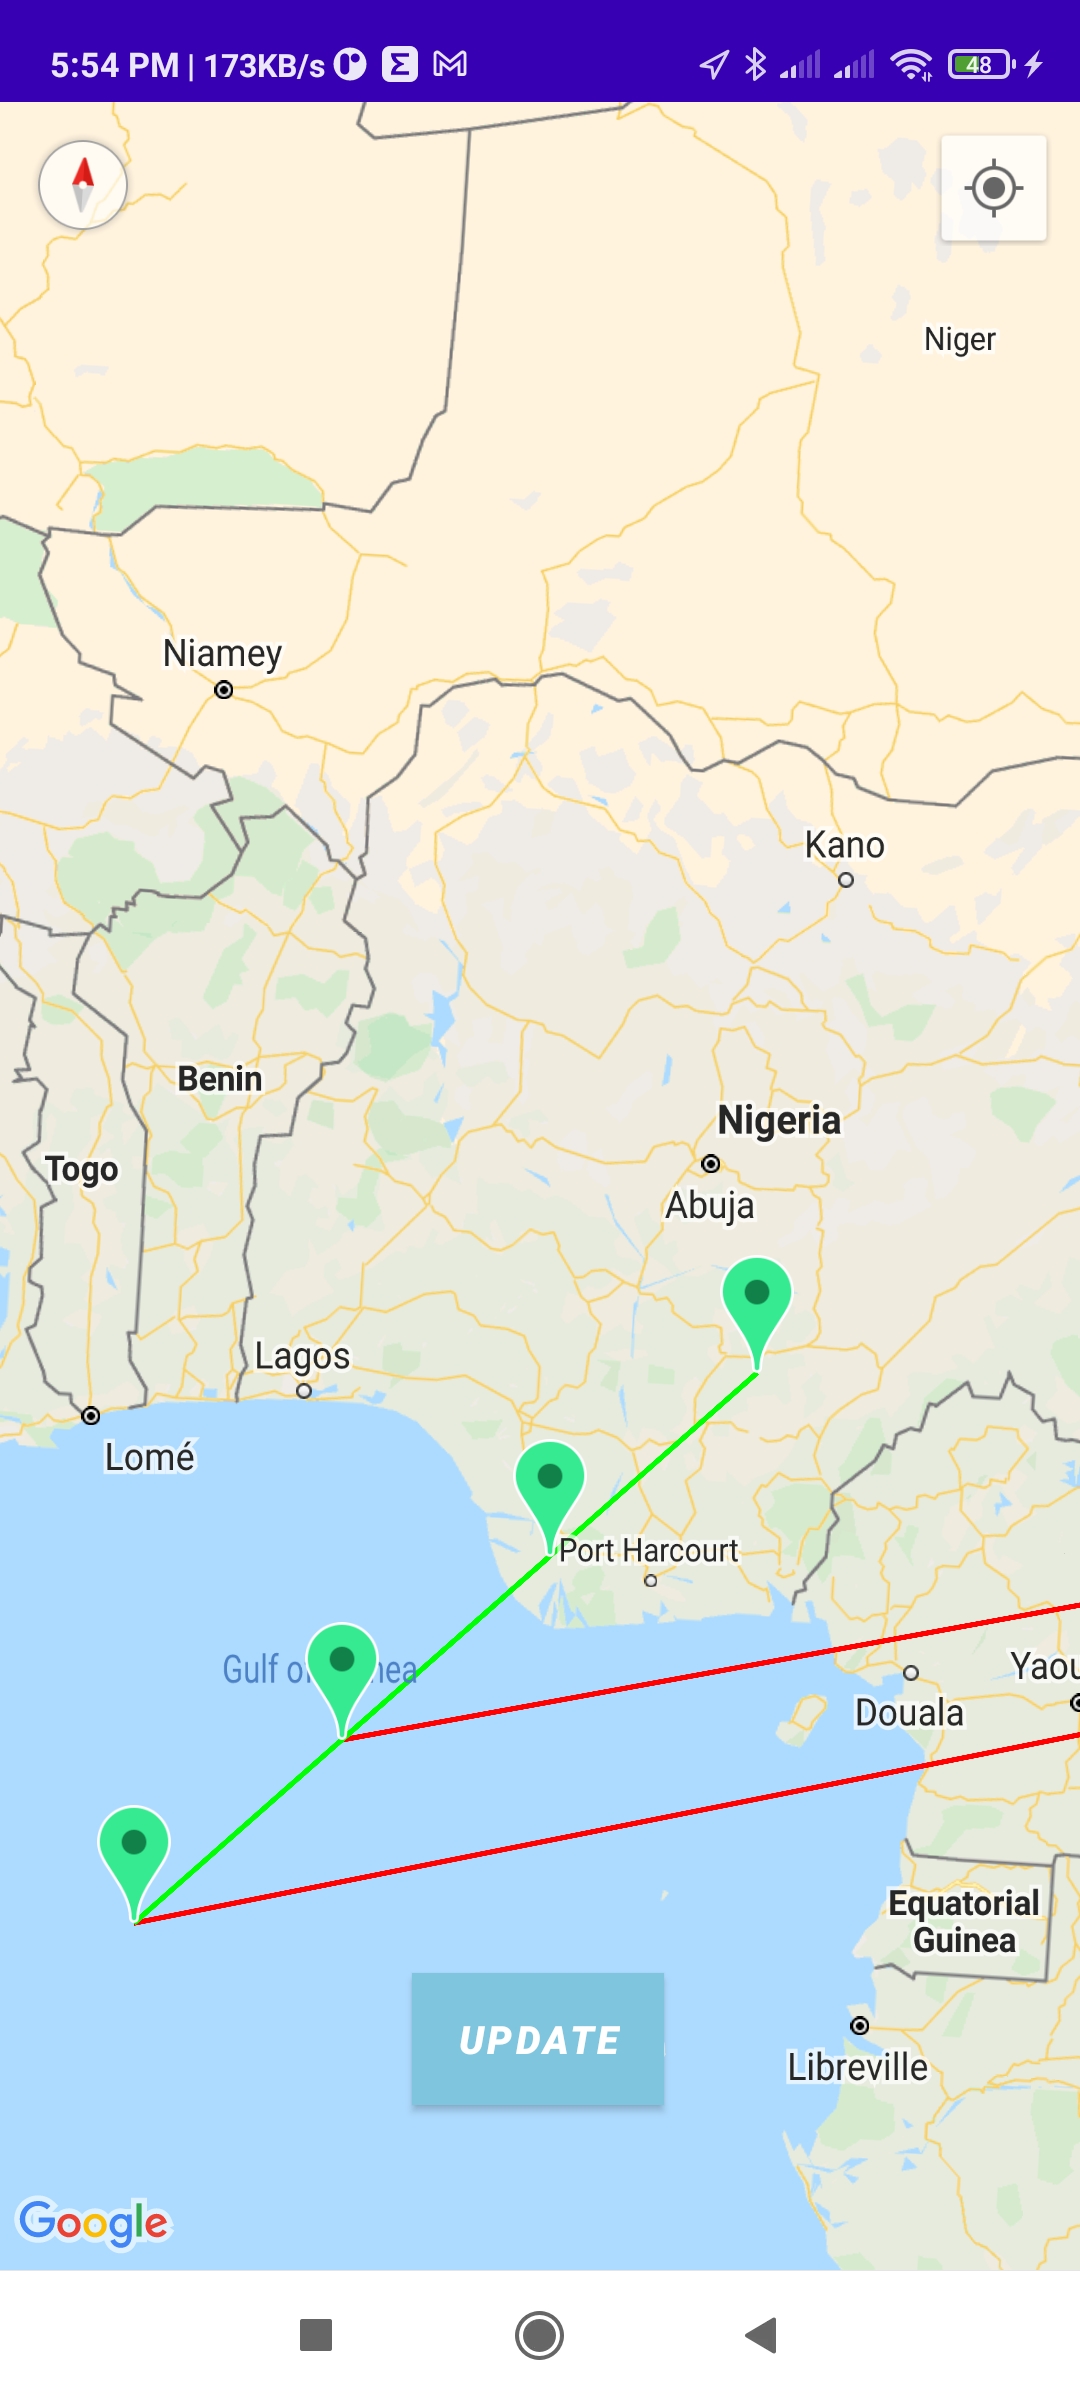 5:54 PM | 173KB/s
48
Niger
Niamey
Kano
Benin
Nigeria
Togo
Abuja
Lagos
Lomé
Port Harcourt
Gulf o nea
Yaou
Douala
Equatorial
Guinea
UPDATE
Libreville
Google